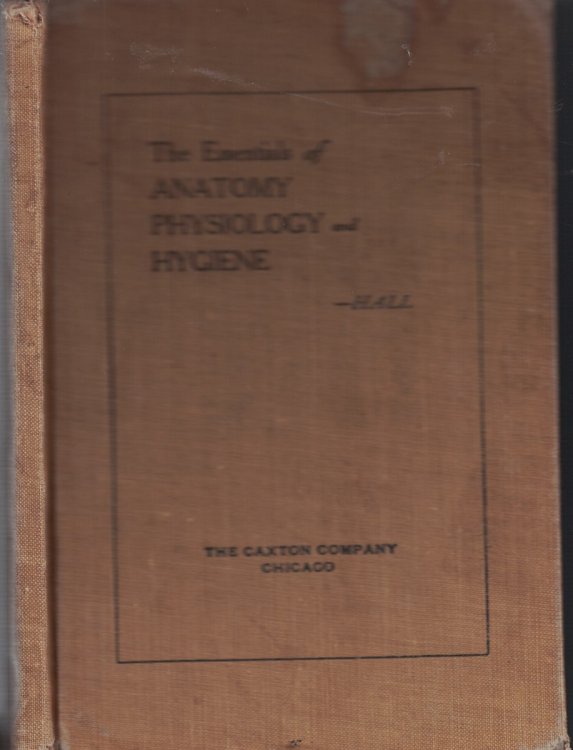 The Essentials of
ANATOMY
PHYSIOLOGY and
HYGIENE
—HALL
THE CAXTON COMPANY
CHICAGO